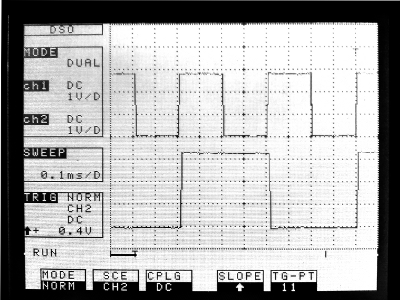 DSO
MODE
DUAL
ch1 DC
1V/D
ch2 DC
1V/D
SWEEP
0.1ms/D
TRIG NORM
CH2
DC
↑+ 0.4V
RUN
MODE SCE CPLG SLOPE TG-PT
NORM CH2 DC ↑ 11